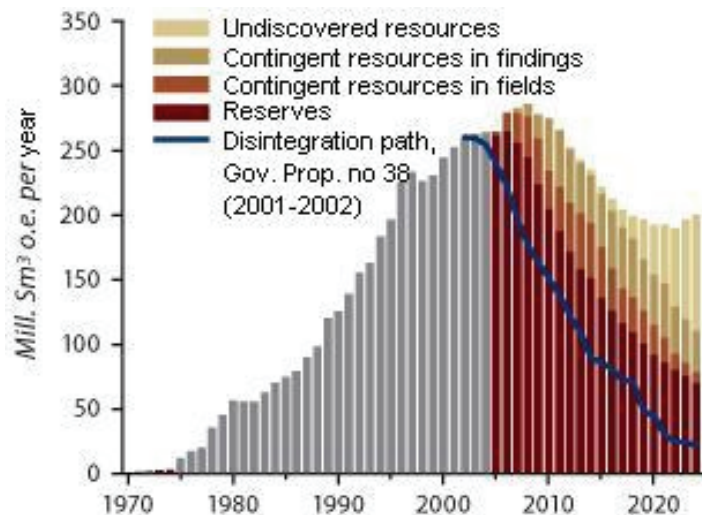 350
300
250
200
150
100
50
0
Mill. Sm³ o.e. per year
Undiscovered resources
Contingent resources in findings
Contingent resources in fields
Reserves
Disintegration path,
Gov. Prop. no 38
(2001-2002)
1970
1980
1990
2000
2010
2020